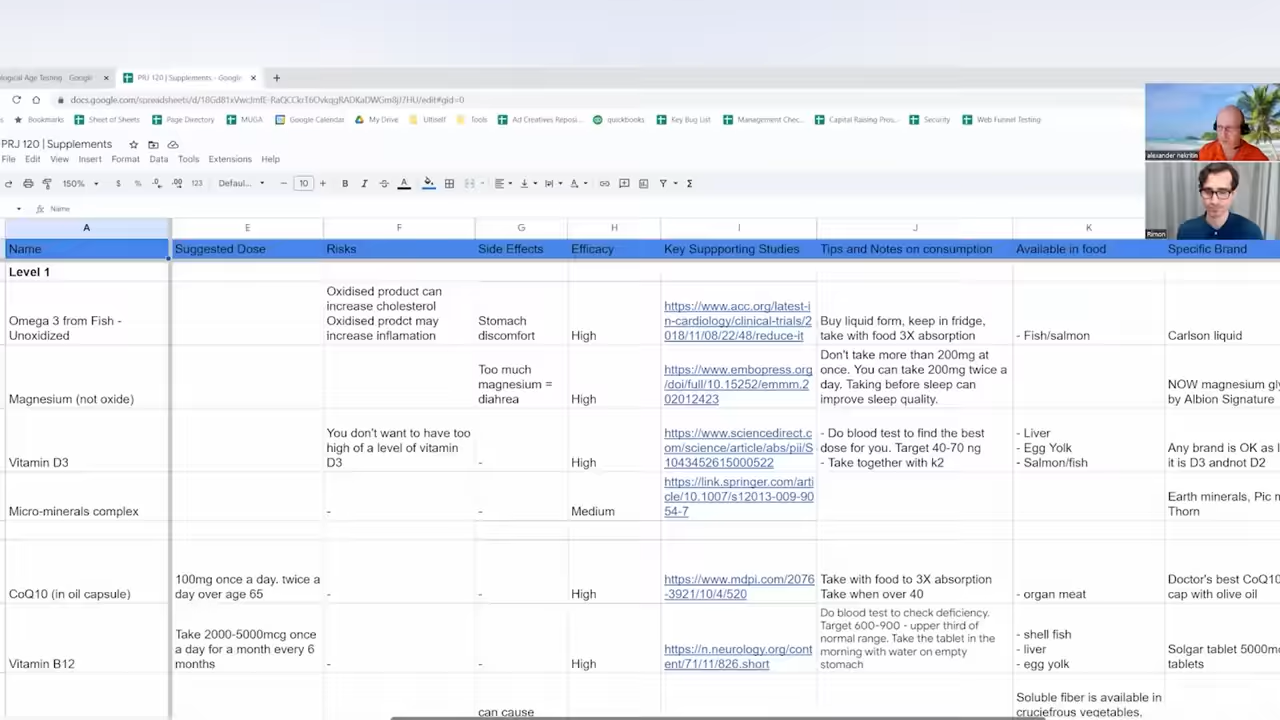 ological Age Testing - Googl
PRJ 120 | Supplements - Google
docs.google.com/spreadsheets/d/
/edit#gid=0
s
Bookmarks
Sheet of Sheets
Page Directory
MUGA
Google Calendar
My Drive
Ultiself
Tools
Ad Creatives Reposi...
quickbooks
Key Bug List
Management Chec...
Capital Raising Pros...
Security
Web Funnel Testing
PRJ 120 | Supplements
File Edit View Insert Format Data Tools Extensions Help
150% $ % .0 .00 123 Defaul... 10 B I A Σ
fx Name
alexander nekritin
Rimon
A E F G H I J K
Name
Suggested Dose
Risks
Side Effects
Efficacy
Key Suppporting Studies
Tips and Notes on consumption
Available in food
Specific Brand
Level 1
Omega 3 from Fish -
Unoxidized
Oxidised product can
increase cholesterol
Oxidised prodct may
increase inflamation
Stomach
discomfort
High
https://www.acc.org/latest-i
n-cardiology/clinical-trials/2
018/11/08/22/48/reduce-it
Buy liquid form, keep in fridge,
take with food 3X absorption
- Fish/salmon
Carlson liquid
Magnesium (not oxide)
Too much
magnesium =
diahrea
High
https://www.embopress.org
/doi/full/10.15252/emmm.2
02012423
Don't take more than 200mg at
once. You can take 200mg twice a
day. Taking before sleep can
improve sleep quality.
NOW magnesium gly
by Albion Signature
Vitamin D3
You don't want to have too
high of a level of vitamin
D3
-
High
https://www.sciencedirect.c
om/science/article/abs/pii/S
1043452615000522
- Do blood test to find the best
dose for you. Target 40-70 ng
- Take together with k2
- Liver
- Egg Yolk
- Salmon/fish
Any brand is OK as l
it is D3 andnot D2
Micro-minerals complex
-
-
Medium
https://link.springer.com/arti
cle/10.1007/s12013-009-90
54-7
Earth minerals, Pic m
Thorn
CoQ10 (in oil capsule)
100mg once a day. twice a
day over age 65
-
-
High
https://www.mdpi.com/2076
-3921/10/4/520
Take with food to 3X absorption
Take when over 40
- organ meat
Doctor's best CoQ10
cap with olive oil
Vitamin B12
Take 2000-5000mcg once
a day for a month every 6
months
-
-
High
https://n.neurology.org/cont
ent/71/11/826.short
Do blood test to check deficiency.
Target 600-900 - upper third of
normal range. Take the tablet in the
morning with water on empty
stomach
- shell fish
- liver
- egg yolk
Solgar tablet 5000m
tablets
can cause
Soluble fiber is available in
cruciefrous vegetables,